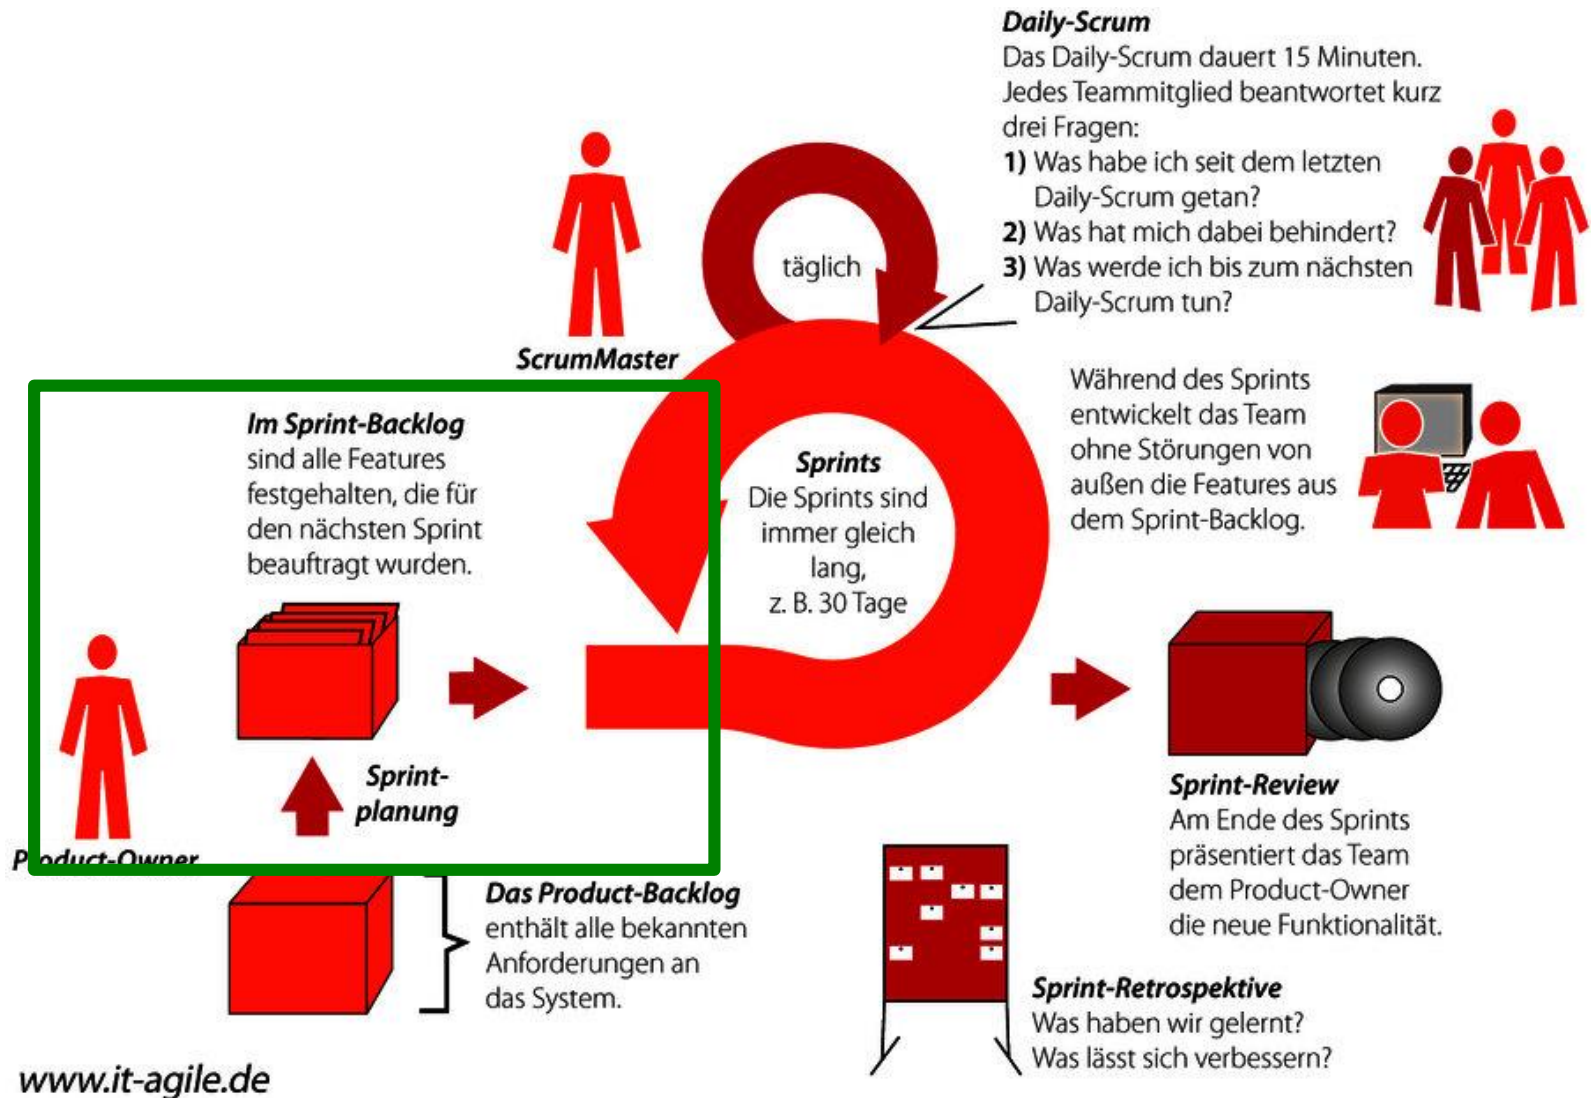 Daily-Scrum
Das Daily-Scrum dauert 15 Minuten.
Jedes Teammitglied beantwortet kurz
drei Fragen:
1) Was habe ich seit dem letzten
Daily-Scrum getan?
2) Was hat mich dabei behindert?
3) Was werde ich bis zum nächsten
Daily-Scrum tun?
täglich
ScrumMaster
Während des Sprints
entwickelt das Team
ohne Störungen von
außen die Features aus
dem Sprint-Backlog.
Im Sprint-Backlog
sind alle Features
festgehalten, die für
den nächsten Sprint
beauftragt wurden.
Sprints
Die Sprints sind
immer gleich
lang,
z. B. 30 Tage
Sprint-
planung
Product-Owner
Das Product-Backlog
enthält alle bekannten
Anforderungen an
das System.
Sprint-Review
Am Ende des Sprints
präsentiert das Team
dem Product-Owner
die neue Funktionalität.
Sprint-Retrospektive
Was haben wir gelernt?
Was lässt sich verbessern?
www.it-agile.de